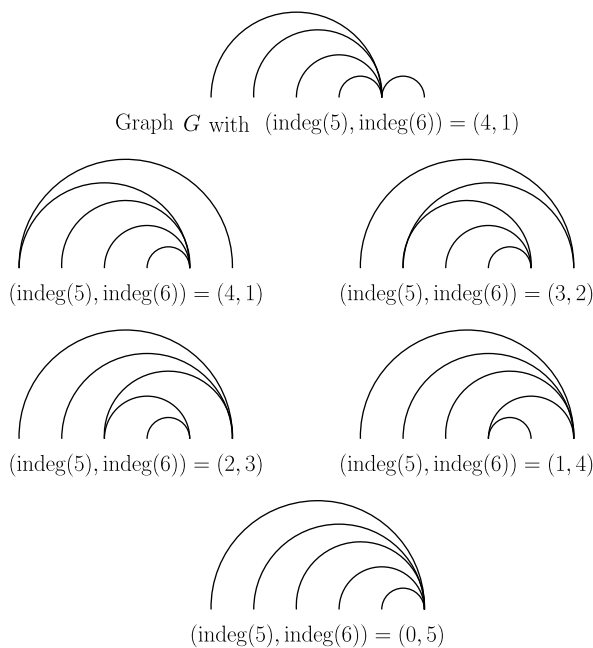 Graph G with (indeg(5), indeg(6)) = (4, 1)
(indeg(5), indeg(6)) = (4, 1) (indeg(5), indeg(6)) = (3, 2)
(indeg(5), indeg(6)) = (2, 3) (indeg(5), indeg(6)) = (1, 4)
(indeg(5), indeg(6)) = (0, 5)